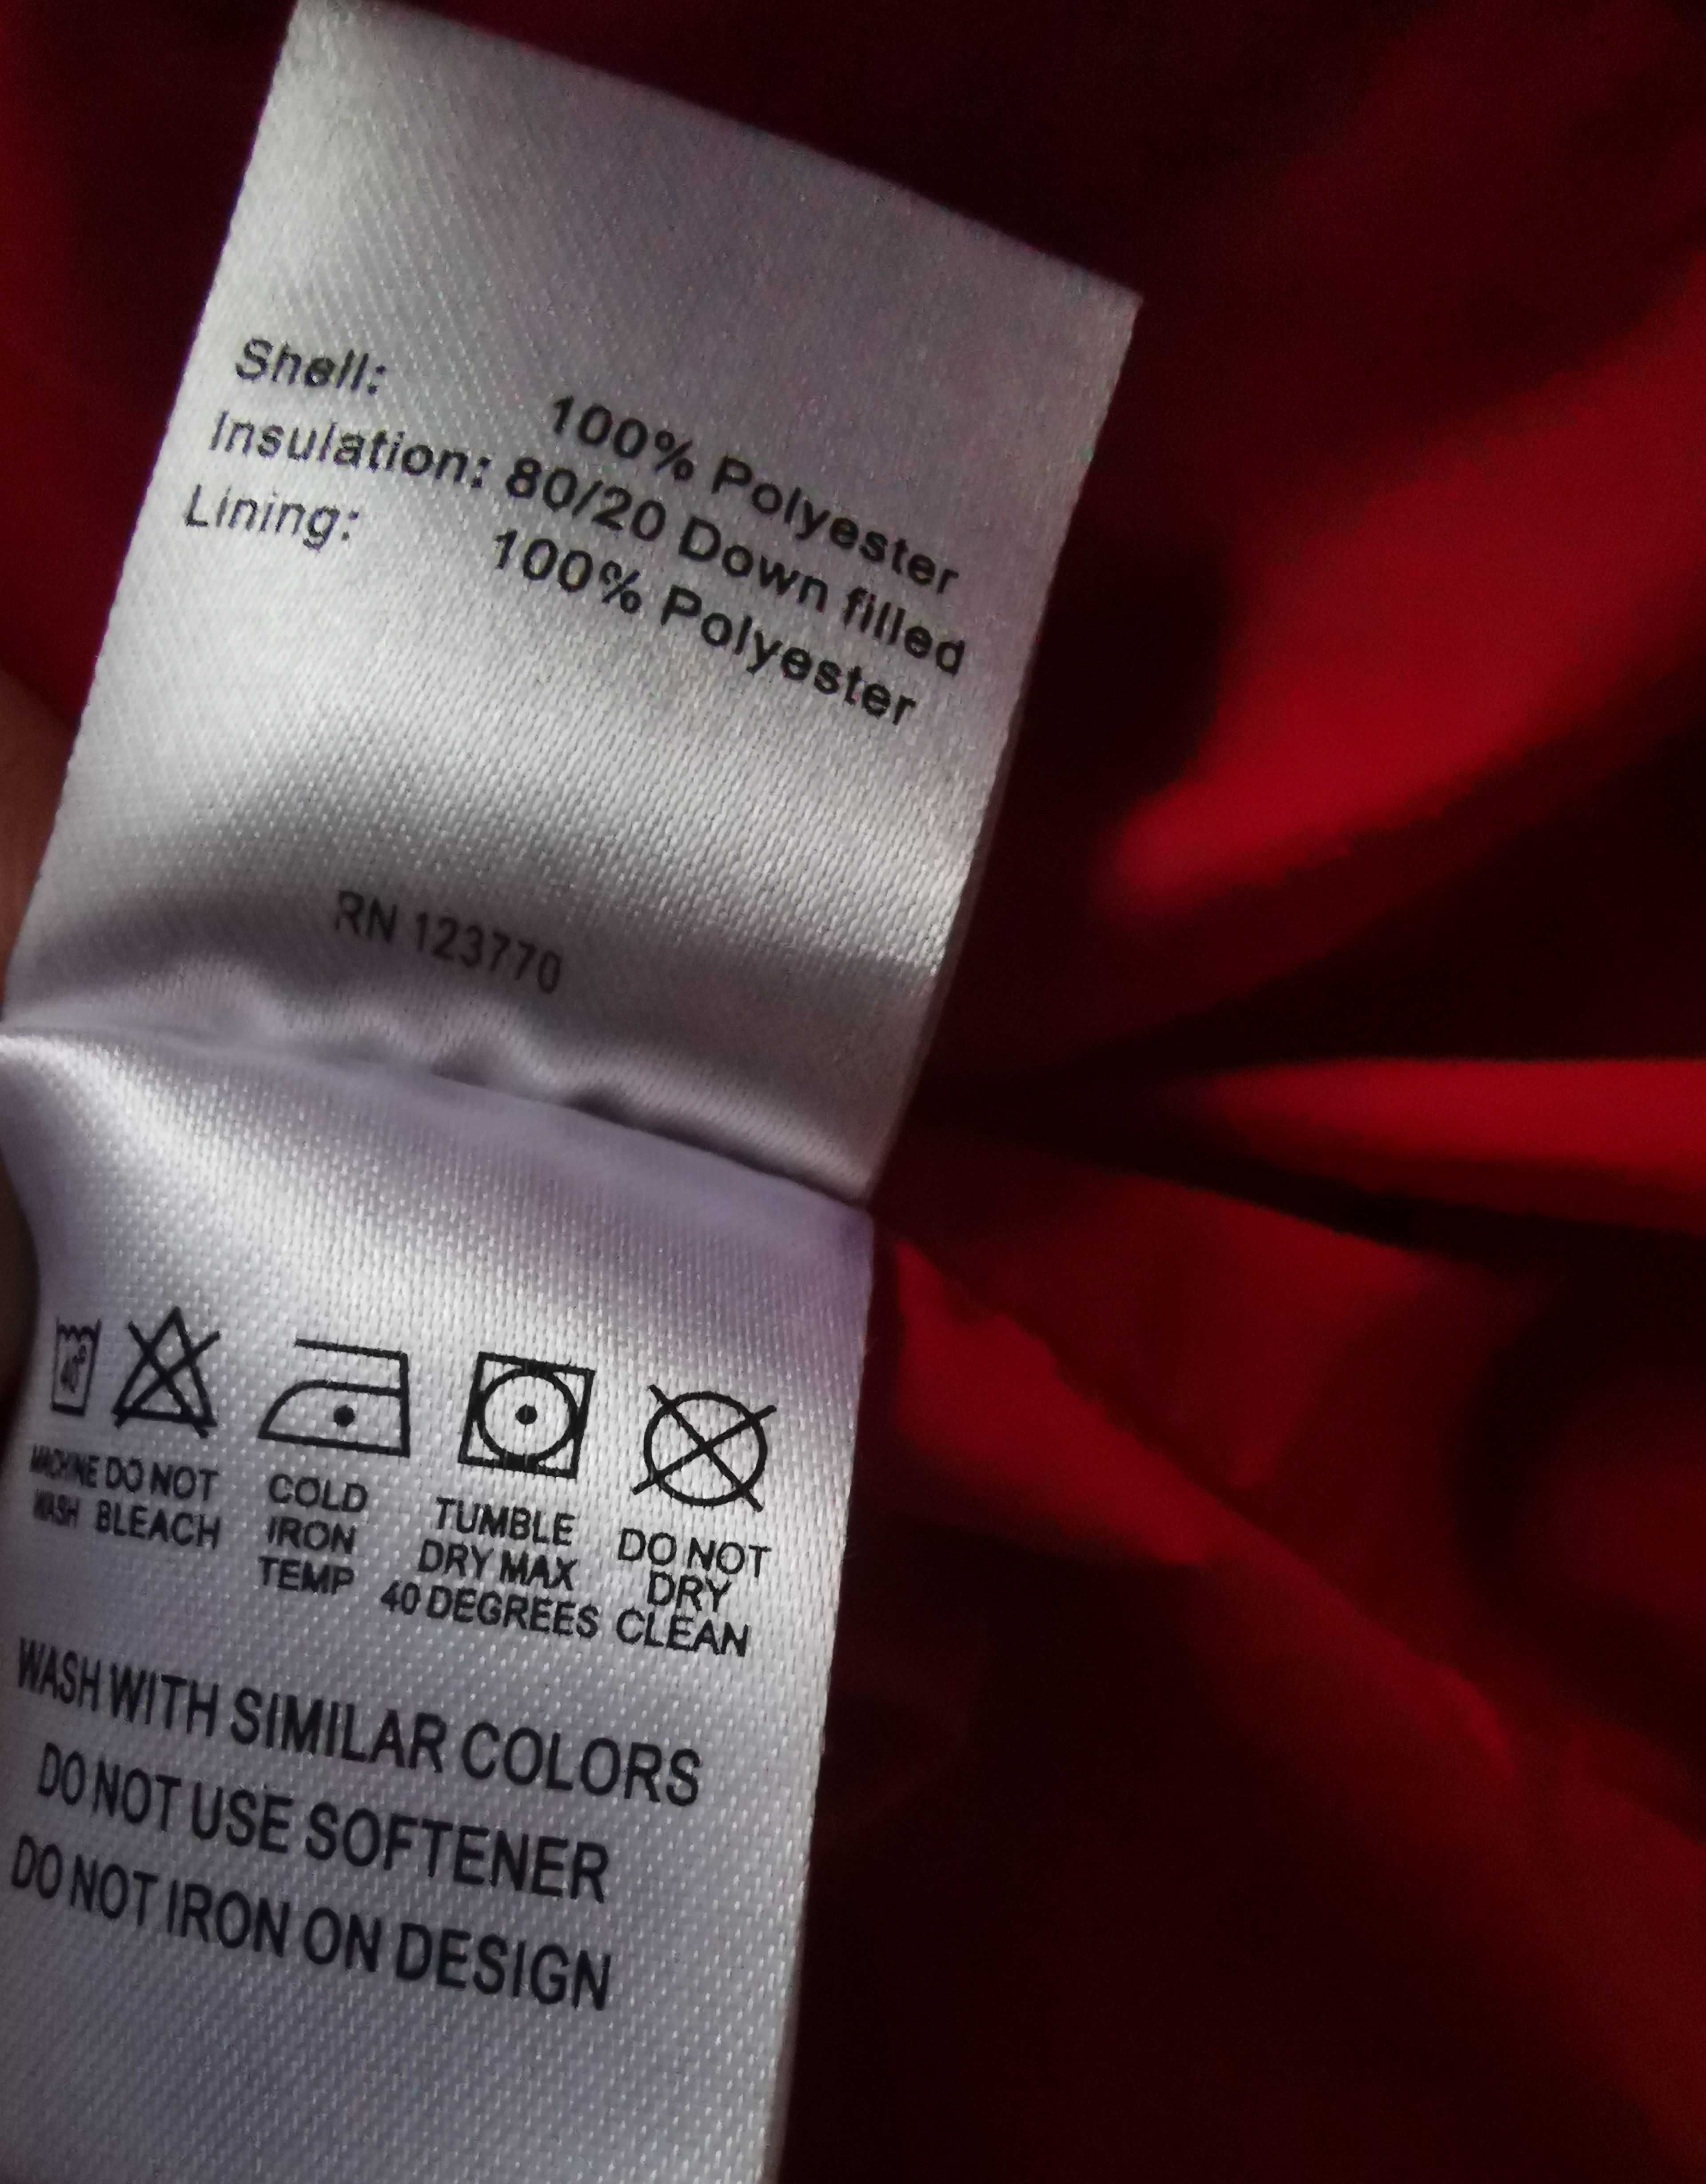 Shell: 100% Polyester
Insulation: 80/20 Down filled
Lining: 100% Polyester
RN 123770
40°
MACHINE WASH
DO NOT BLEACH
COLD IRON TEMP
TUMBLE DRY MAX 40 DEGREES
DO NOT DRY CLEAN
WASH WITH SIMILAR COLORS
DO NOT USE SOFTENER
DO NOT IRON ON DESIGN